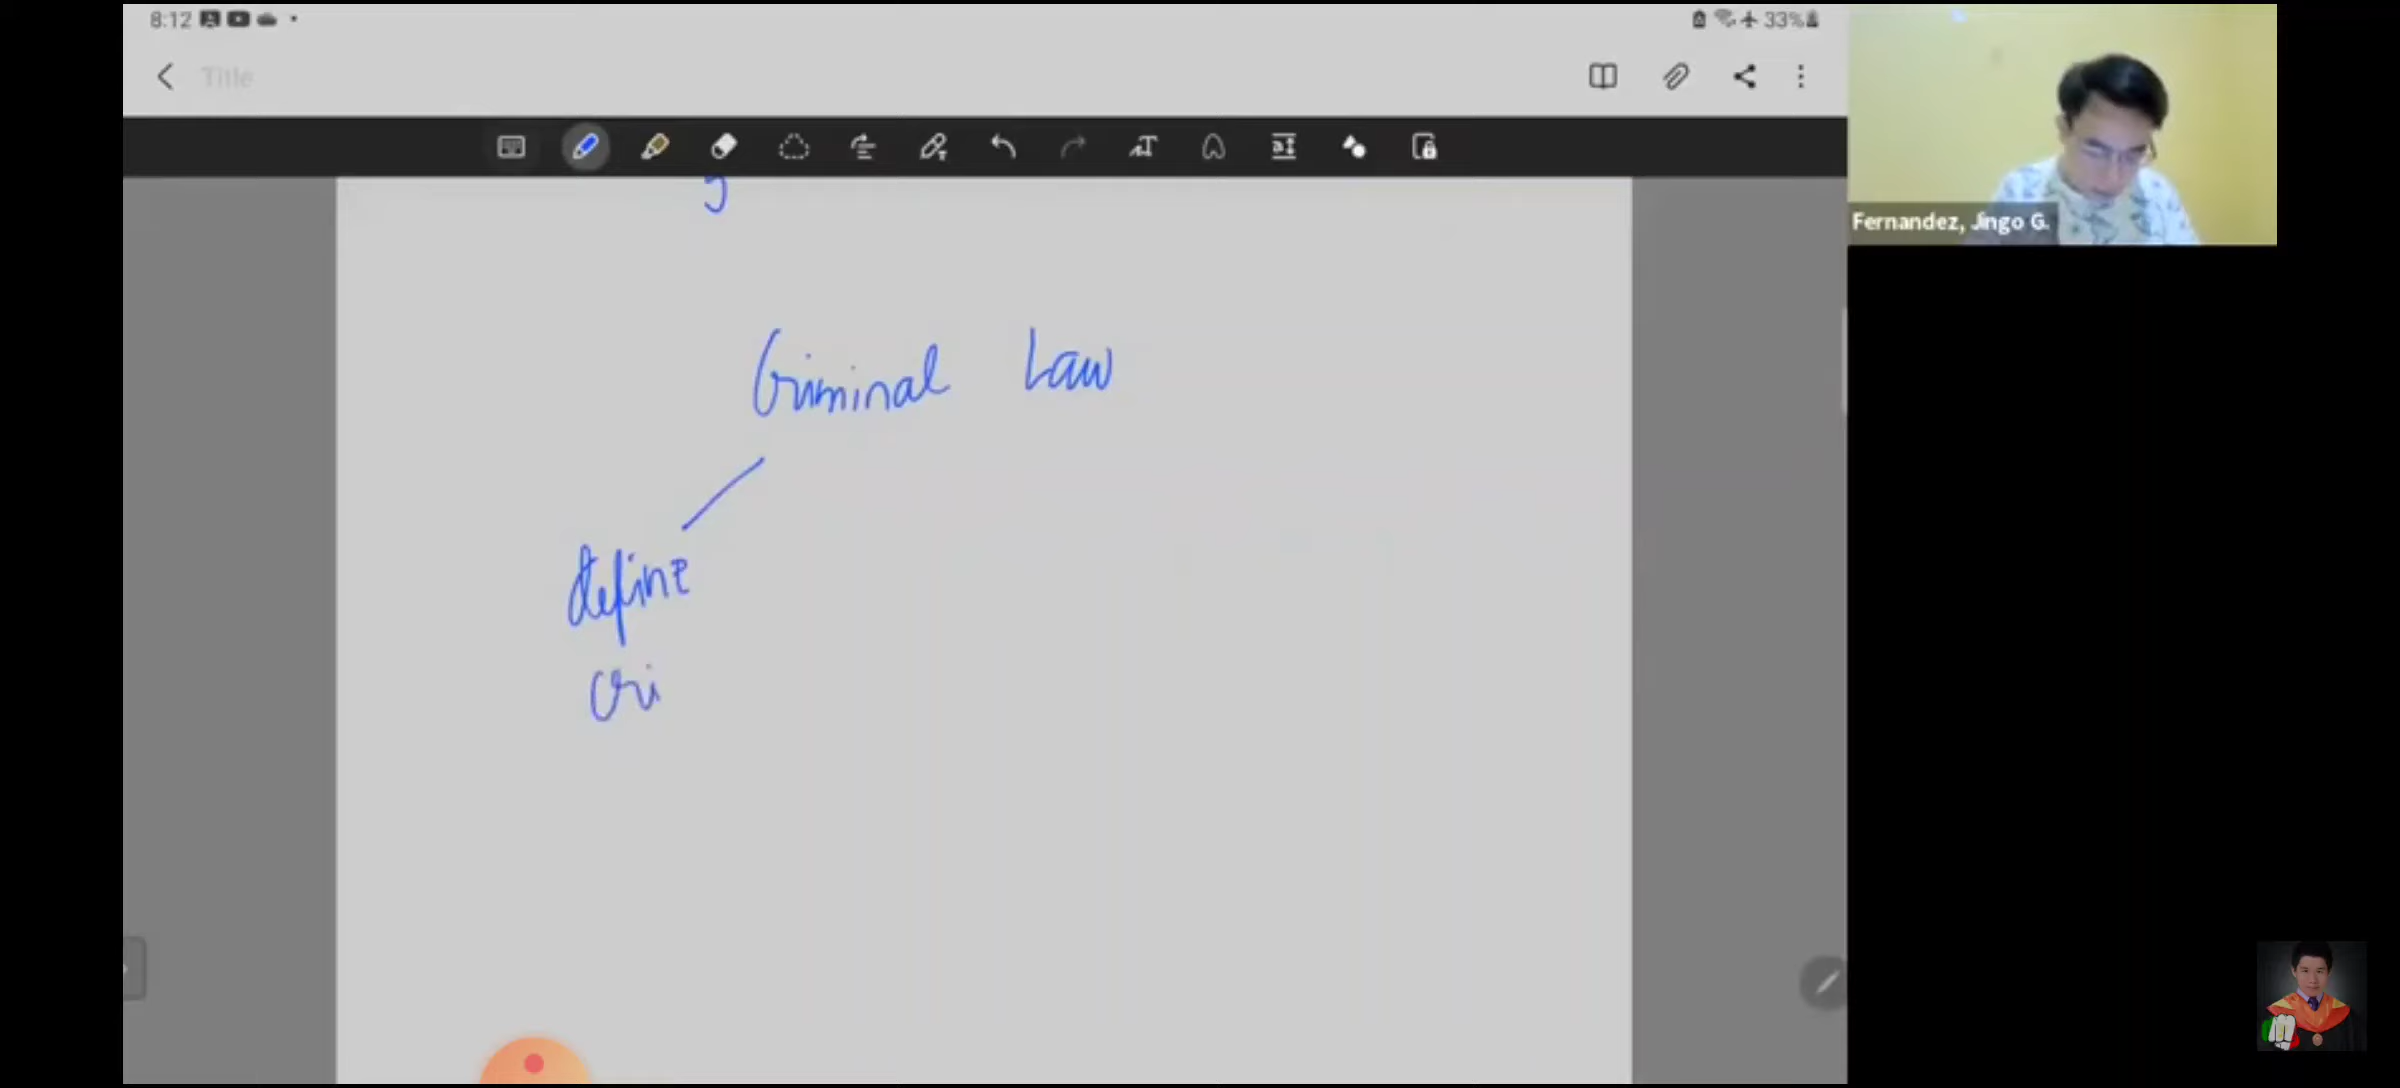 8:12
33%
Title
Fernandez, Jingo G.
Criminal Law
define
cri